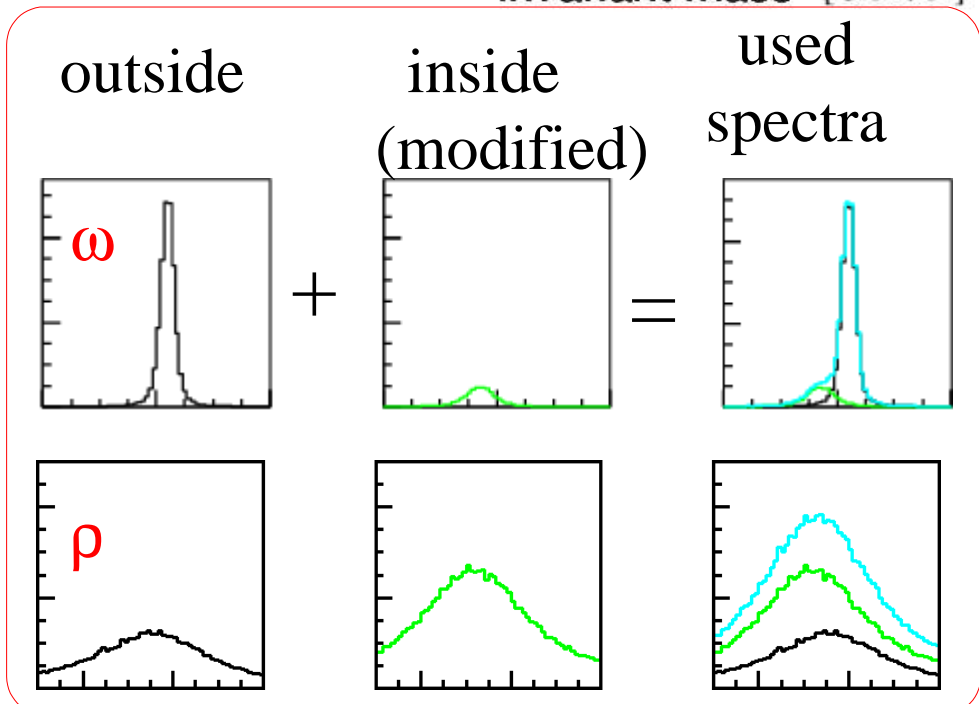 outside
inside
(modified)
used
spectra
ω
+
=
ρ